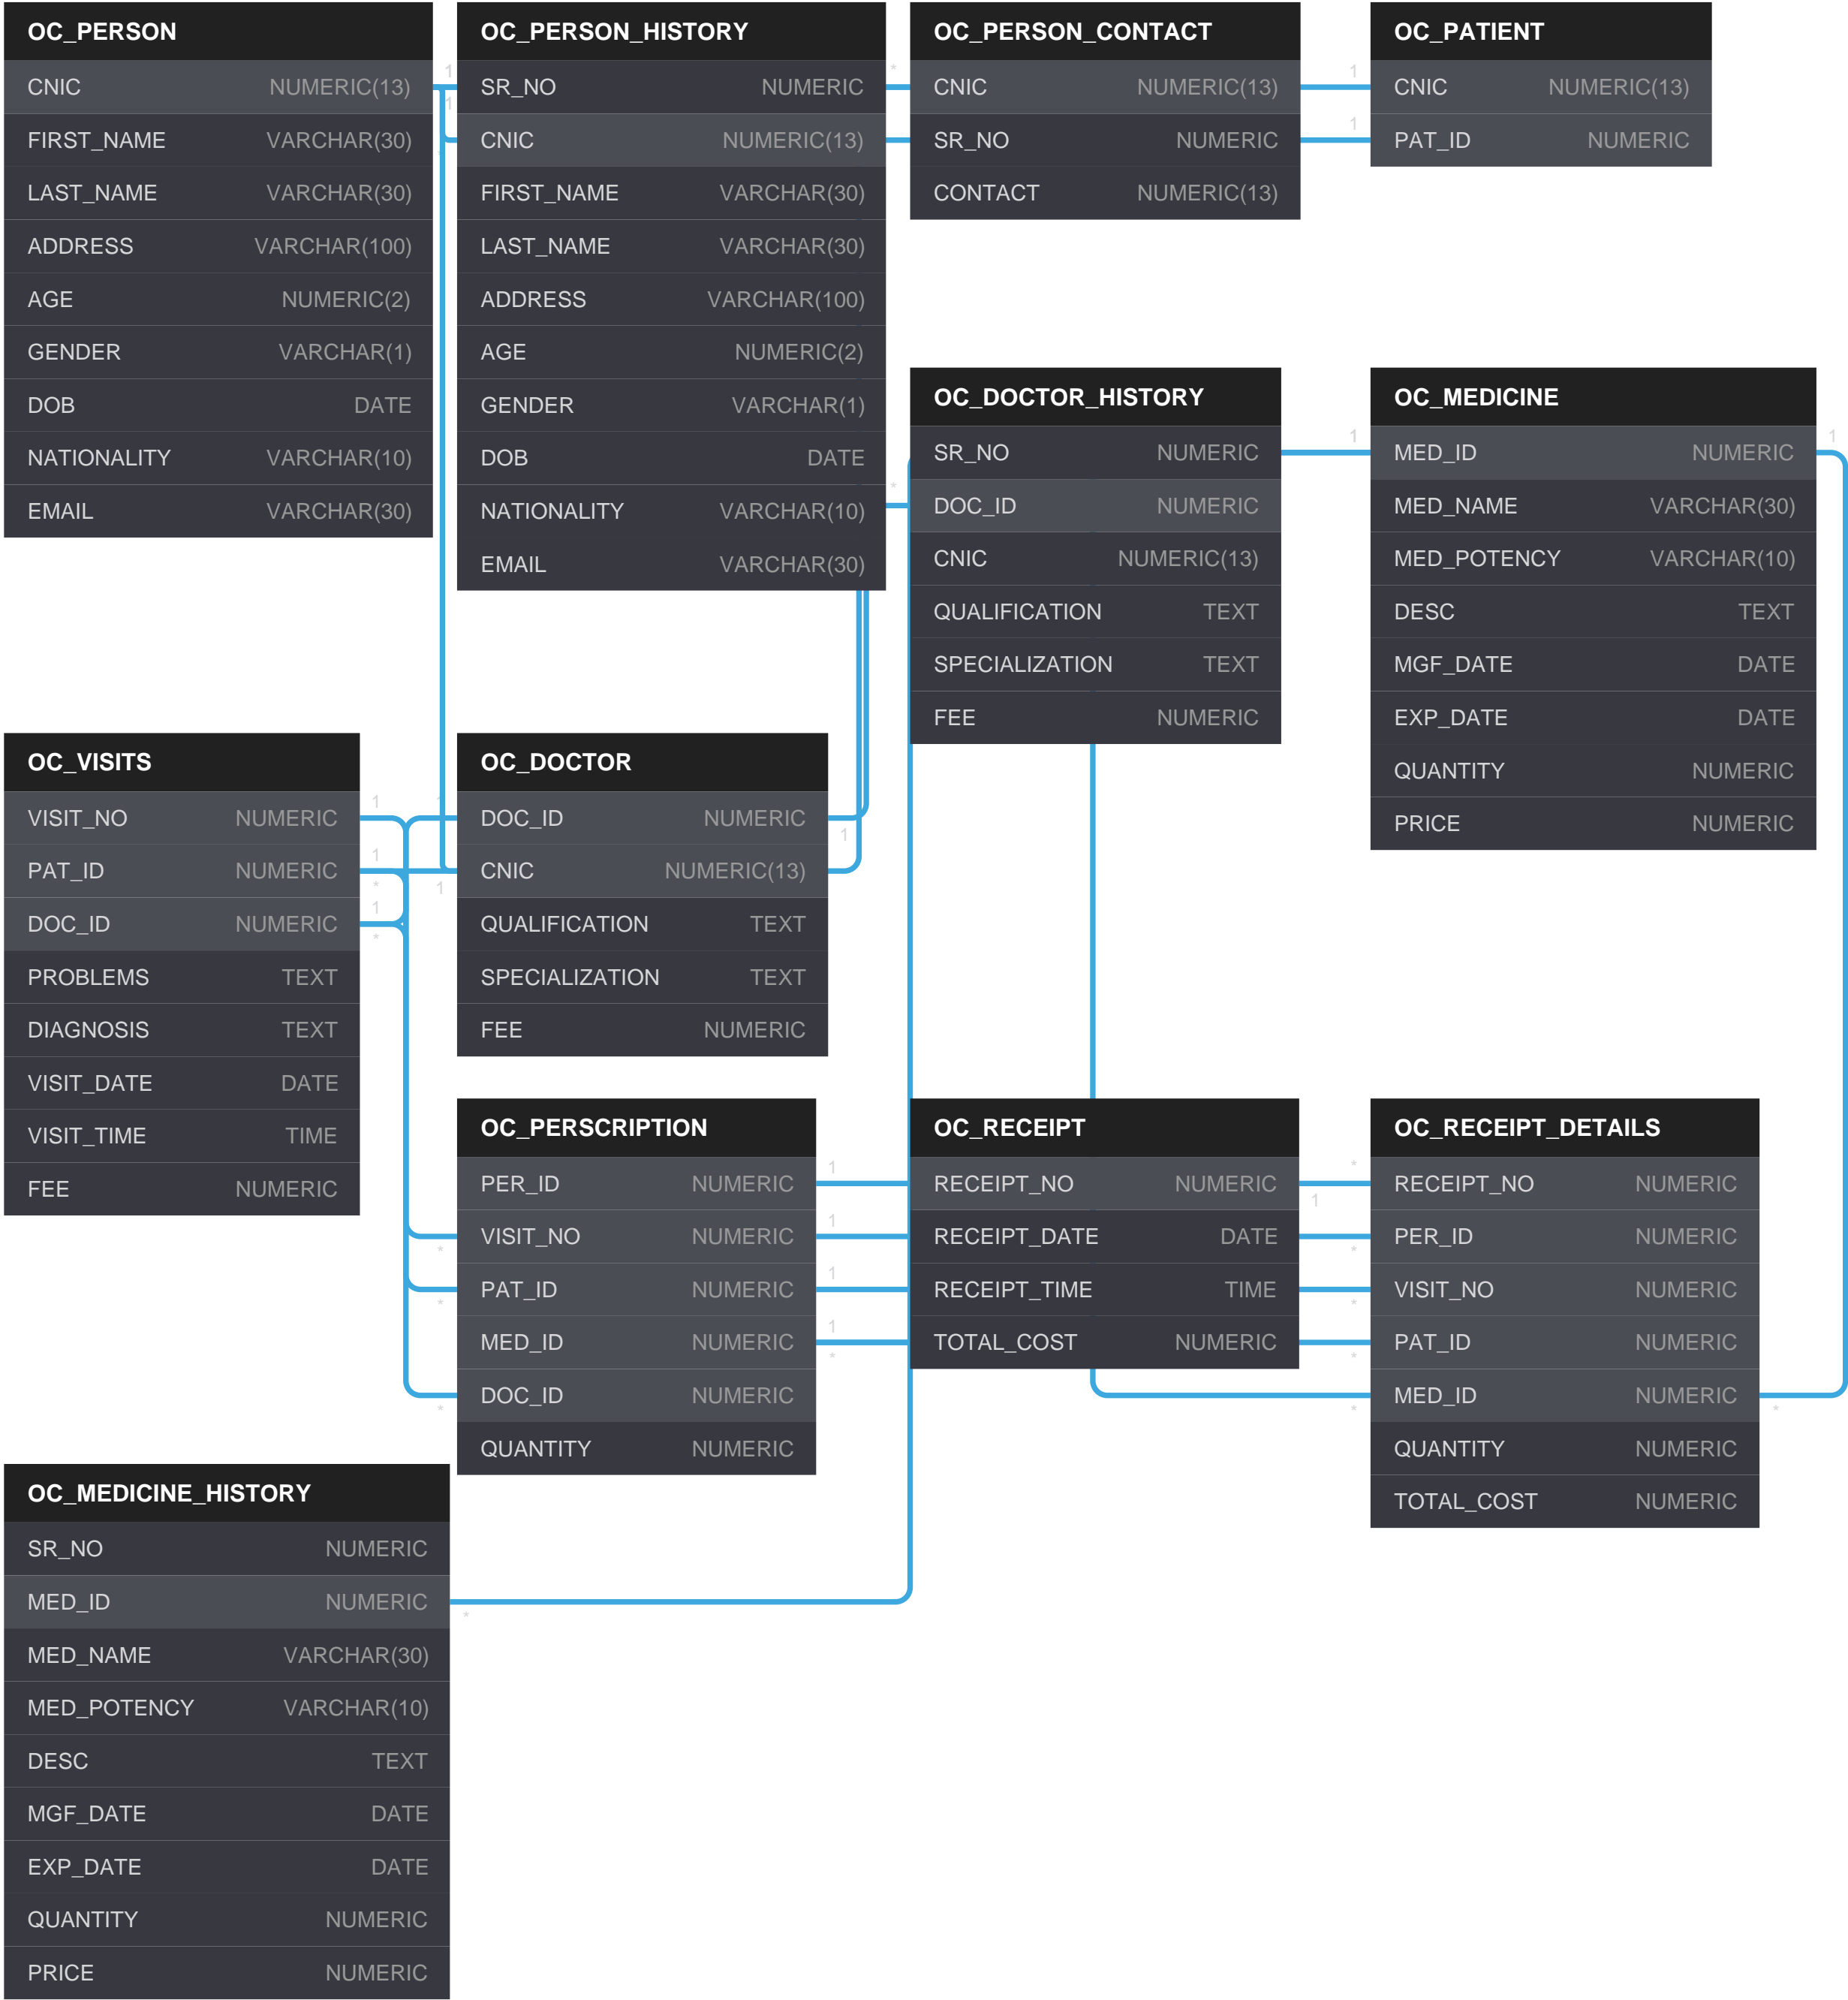 OC_PERSON
CNIC NUMERIC(13)
FIRST_NAME VARCHAR(30)
LAST_NAME VARCHAR(30)
ADDRESS VARCHAR(100)
AGE NUMERIC(2)
GENDER VARCHAR(1)
DOB DATE
NATIONALITY VARCHAR(10)
EMAIL VARCHAR(30)
OC_PERSON_HISTORY
SR_NO NUMERIC
CNIC NUMERIC(13)
FIRST_NAME VARCHAR(30)
LAST_NAME VARCHAR(30)
ADDRESS VARCHAR(100)
AGE NUMERIC(2)
GENDER VARCHAR(1)
DOB DATE
NATIONALITY VARCHAR(10)
EMAIL VARCHAR(30)
OC_PERSON_CONTACT
CNIC NUMERIC(13)
SR_NO NUMERIC
CONTACT NUMERIC(13)
OC_PATIENT
CNIC NUMERIC(13)
PAT_ID NUMERIC
OC_DOCTOR_HISTORY
SR_NO NUMERIC
DOC_ID NUMERIC
CNIC NUMERIC(13)
QUALIFICATION TEXT
SPECIALIZATION TEXT
FEE NUMERIC
OC_MEDICINE
MED_ID NUMERIC
MED_NAME VARCHAR(30)
MED_POTENCY VARCHAR(10)
DESC TEXT
MGF_DATE DATE
EXP_DATE DATE
QUANTITY NUMERIC
PRICE NUMERIC
OC_VISITS
VISIT_NO NUMERIC
PAT_ID NUMERIC
DOC_ID NUMERIC
PROBLEMS TEXT
DIAGNOSIS TEXT
VISIT_DATE DATE
VISIT_TIME TIME
FEE NUMERIC
OC_DOCTOR
DOC_ID NUMERIC
CNIC NUMERIC(13)
QUALIFICATION TEXT
SPECIALIZATION TEXT
FEE NUMERIC
OC_PERSCRIPTION
PER_ID NUMERIC
VISIT_NO NUMERIC
PAT_ID NUMERIC
MED_ID NUMERIC
DOC_ID NUMERIC
QUANTITY NUMERIC
OC_RECEIPT
RECEIPT_NO NUMERIC
RECEIPT_DATE DATE
RECEIPT_TIME TIME
TOTAL_COST NUMERIC
OC_RECEIPT_DETAILS
RECEIPT_NO NUMERIC
PER_ID NUMERIC
VISIT_NO NUMERIC
PAT_ID NUMERIC
MED_ID NUMERIC
QUANTITY NUMERIC
TOTAL_COST NUMERIC
OC_MEDICINE_HISTORY
SR_NO NUMERIC
MED_ID NUMERIC
MED_NAME VARCHAR(30)
MED_POTENCY VARCHAR(10)
DESC TEXT
MGF_DATE DATE
EXP_DATE DATE
QUANTITY NUMERIC
PRICE NUMERIC